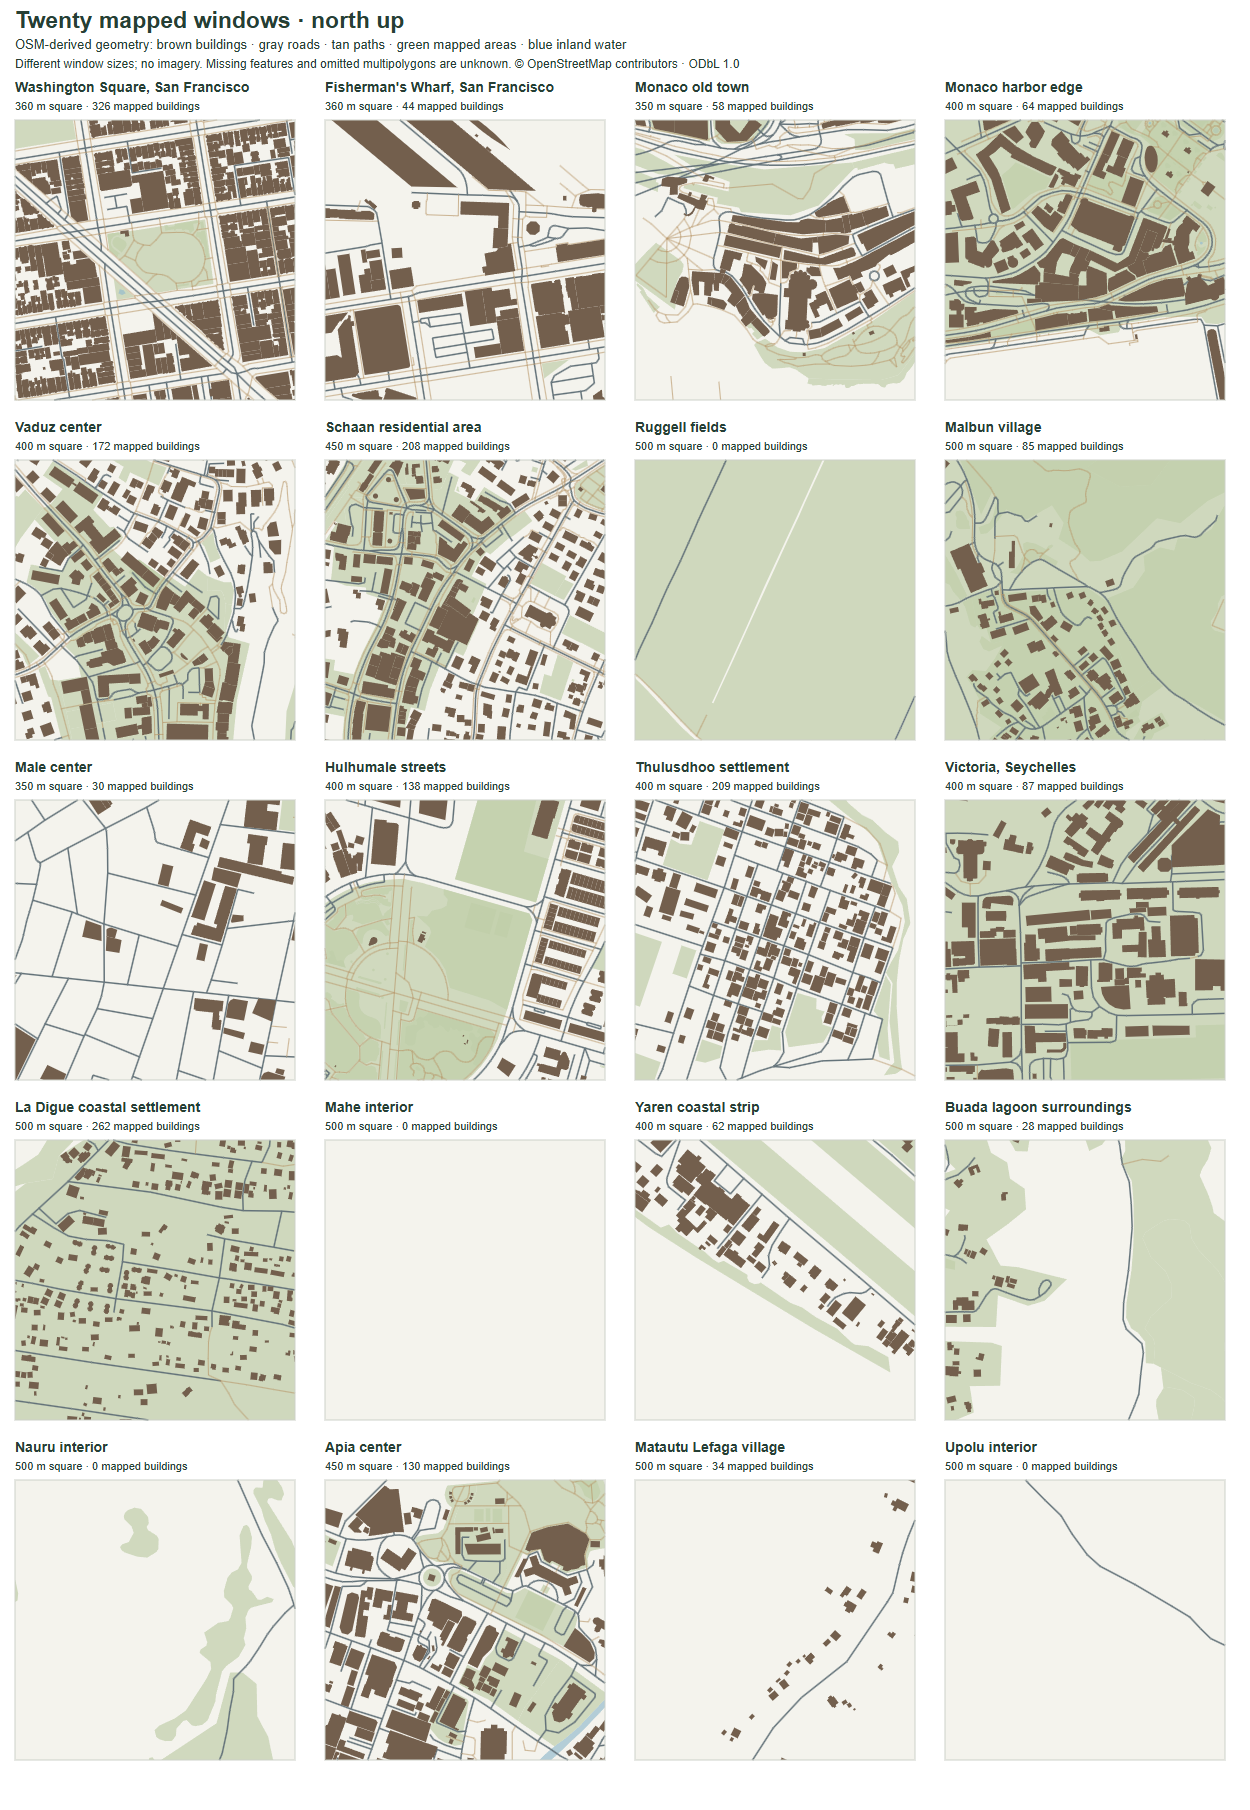 Twenty mapped windows · north up
OSM-derived geometry: brown buildings · gray roads · tan paths · green mapped areas · blue inland water
Different window sizes; no imagery. Missing features and omitted multipolygons are unknown. © OpenStreetMap contributors · ODbL 1.0
Washington Square, San Francisco
360 m square · 326 mapped buildings
Fisherman's Wharf, San Francisco
360 m square · 44 mapped buildings
Monaco old town
350 m square · 58 mapped buildings
Monaco harbor edge
400 m square · 64 mapped buildings
Vaduz center
400 m square · 172 mapped buildings
Schaan residential area
450 m square · 208 mapped buildings
Ruggell fields
500 m square · 0 mapped buildings
Malbun village
500 m square · 85 mapped buildings
Male center
350 m square · 30 mapped buildings
Hulhumale streets
400 m square · 138 mapped buildings
Thulusdhoo settlement
400 m square · 209 mapped buildings
Victoria, Seychelles
400 m square · 87 mapped buildings
La Digue coastal settlement
500 m square · 262 mapped buildings
Mahe interior
500 m square · 0 mapped buildings
Yaren coastal strip
400 m square · 62 mapped buildings
Buada lagoon surroundings
500 m square · 28 mapped buildings
Nauru interior
500 m square · 0 mapped buildings
Apia center
450 m square · 130 mapped buildings
Matautu Lefaga village
500 m square · 34 mapped buildings
Upolu interior
500 m square · 0 mapped buildings